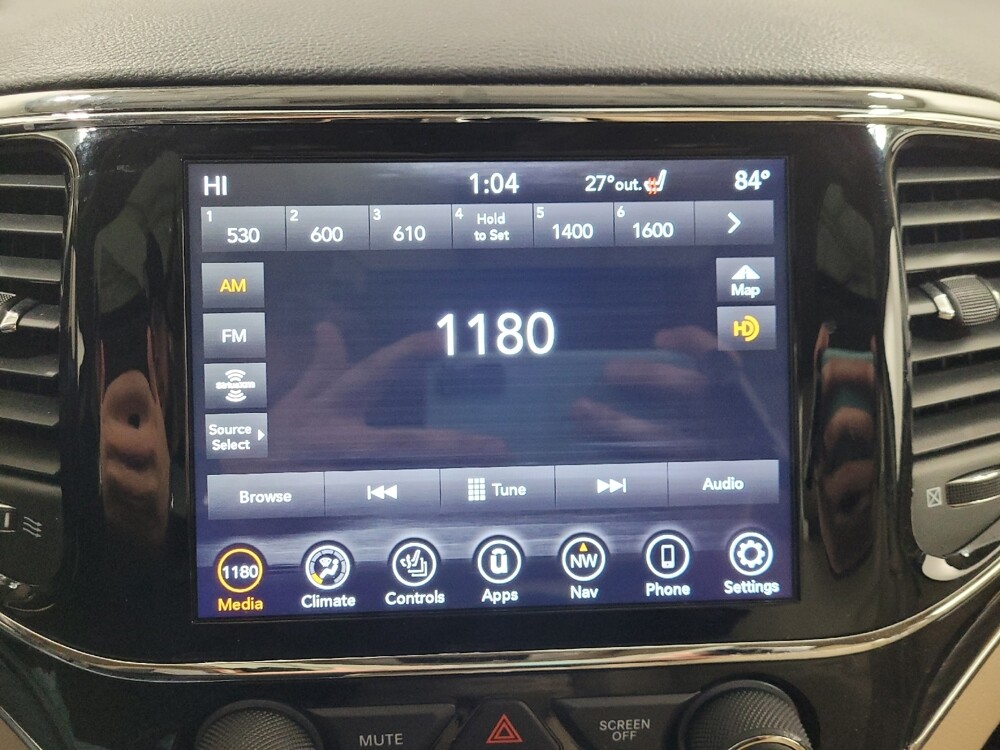 HI 1:04 27°out. 84°
1 2 3 4 5 6
530 600 610 Hold 1400 1600
to Set
AM
Map
FM
1180
HD
SiriusXM
Source
Select
Browse Tune Audio
1180 NW
Media Climate Controls Apps Nav Phone Settings
MUTE SCREEN
OFF